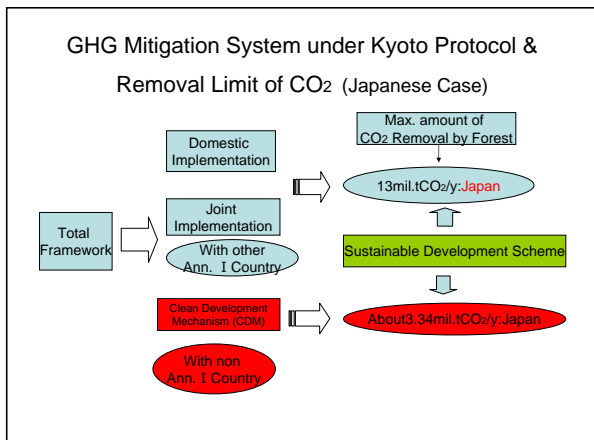 GHG Mitigation System under Kyoto Protocol &
Removal Limit of CO2 (Japanese Case)
Max. amount of
CO2 Removal by Forest
Domestic
Implementation
13mil.tCO2/y:Japan
Joint
Implementation
Total
Framework
With other
Ann. Ⅰ Country
Sustainable Development Scheme
Clean Development
Mechanism (CDM)
About3.34mil.tCO2/y:Japan
With non
Ann. Ⅰ Country